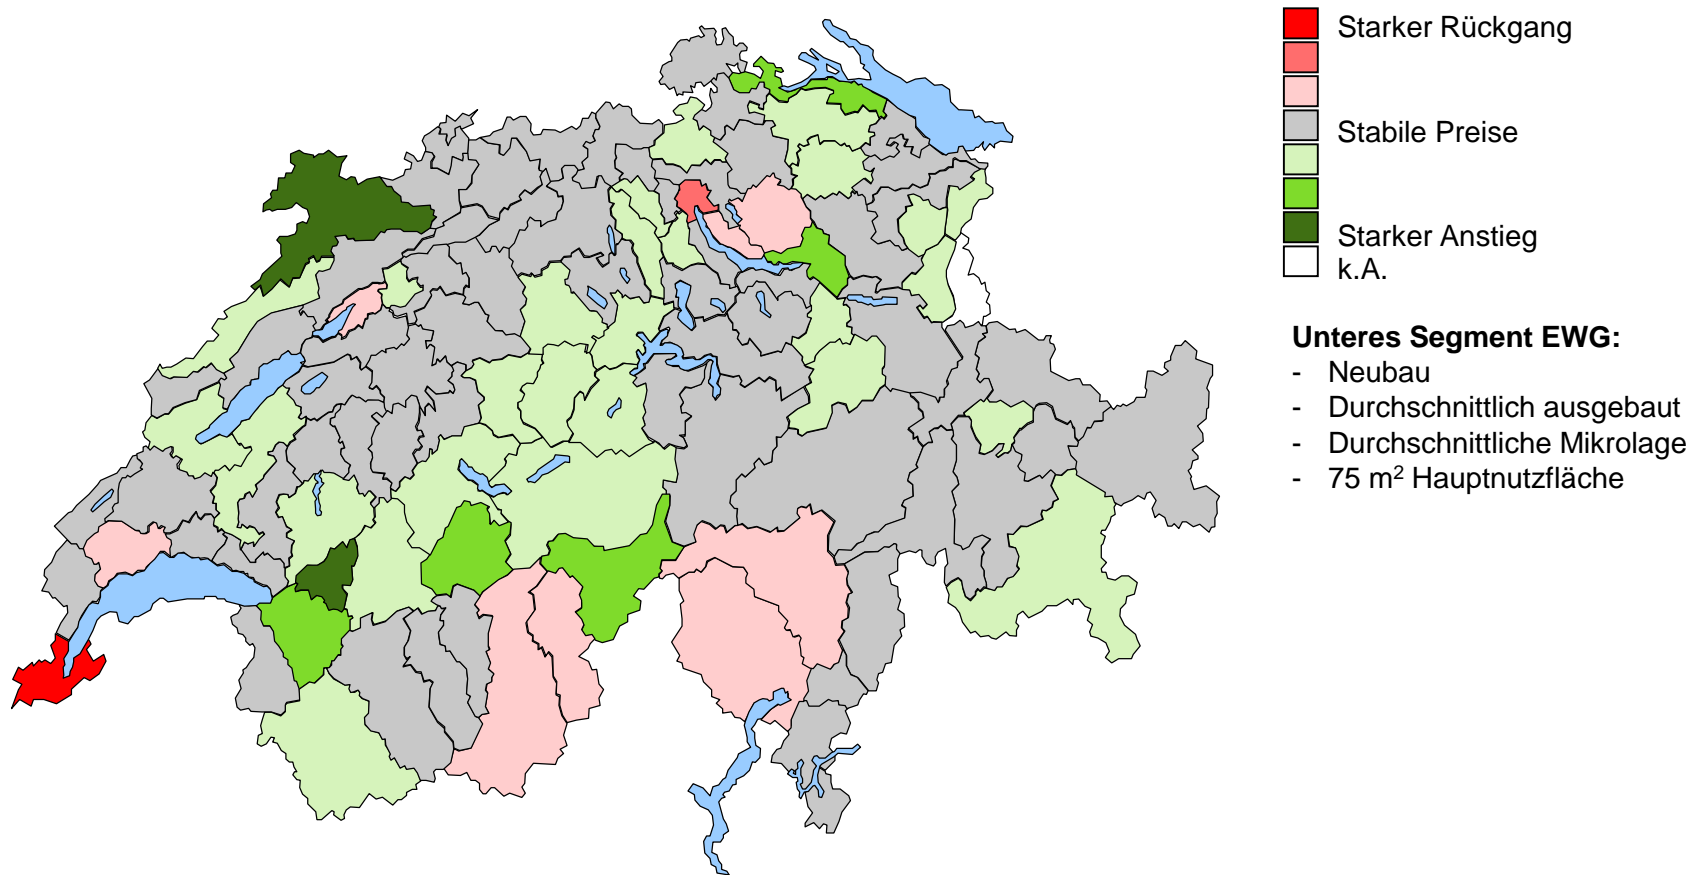 Starker Rückgang
Stabile Preise
Starker Anstieg
k.A.
Unteres Segment EWG:
- Neubau
- Durchschnittlich ausgebaut
- Durchschnittliche Mikrolage
- 75 m² Hauptnutzfläche